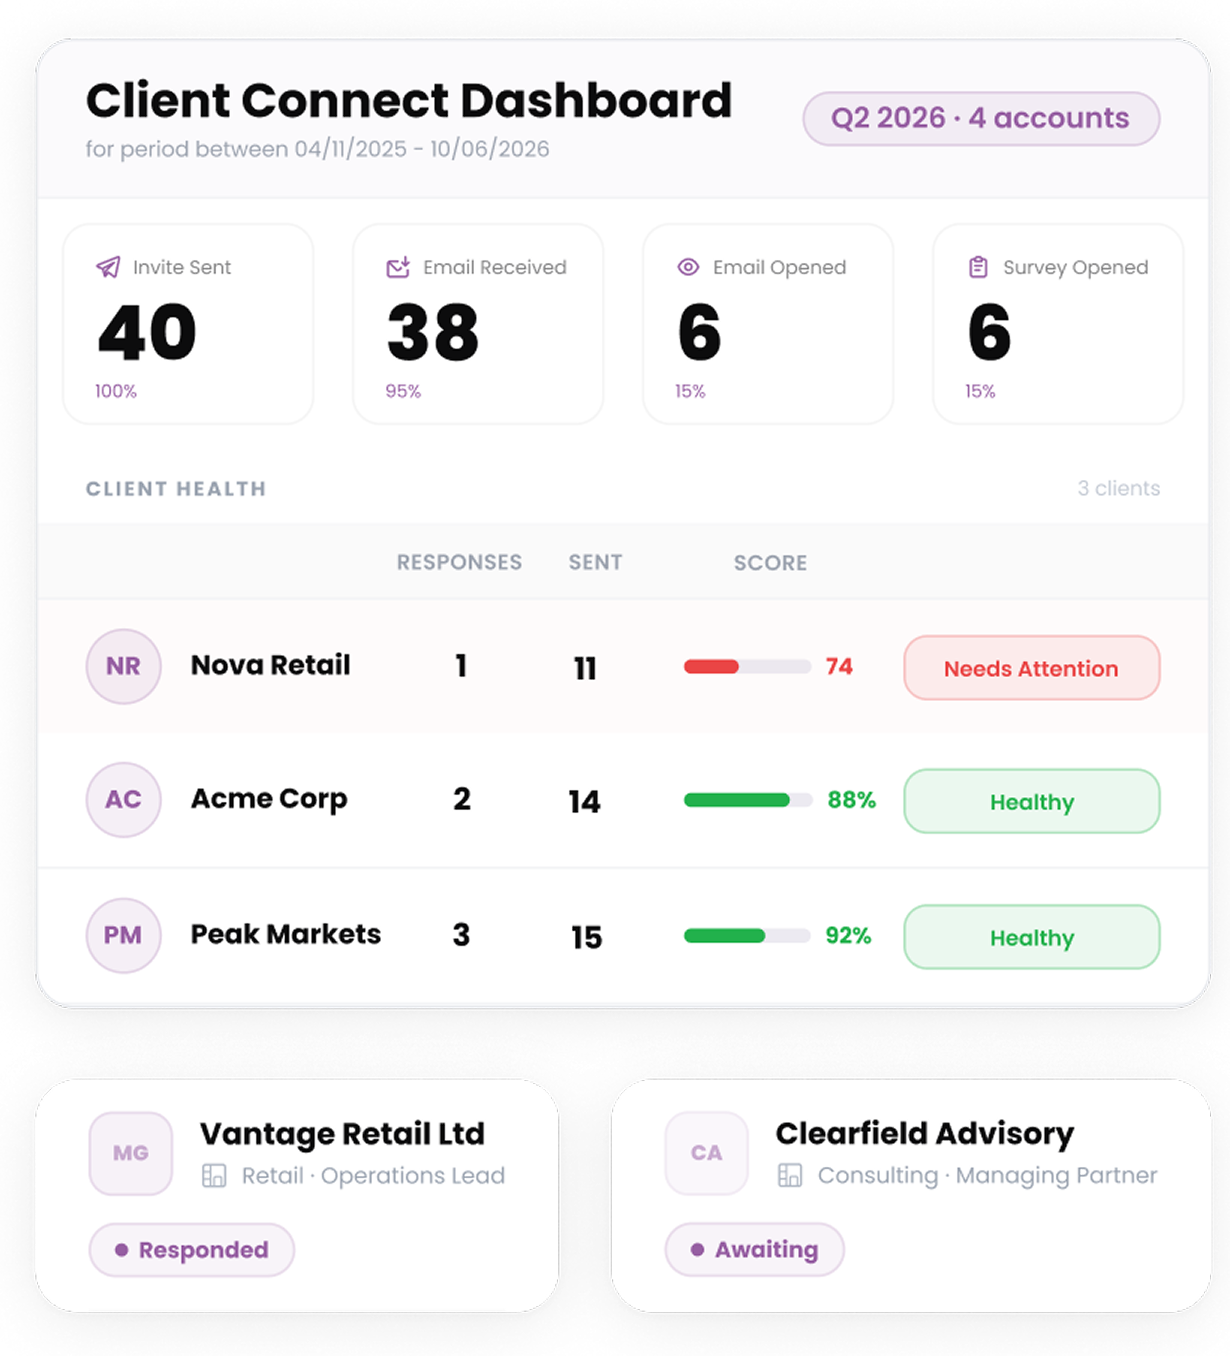 Client Connect Dashboard
for period between 04/11/2025 - 10/06/2026
Q2 2026 · 4 accounts
Invite Sent
40
100%
Email Received
38
95%
Email Opened
6
15%
Survey Opened
6
15%
CLIENT HEALTH
3 clients
RESPONSES SENT SCORE
NR Nova Retail 1 11 74 Needs Attention
AC Acme Corp 2 14 88% Healthy
PM Peak Markets 3 15 92% Healthy
MG
Vantage Retail Ltd
Retail · Operations Lead
Responded
CA
Clearfield Advisory
Consulting · Managing Partner
Awaiting